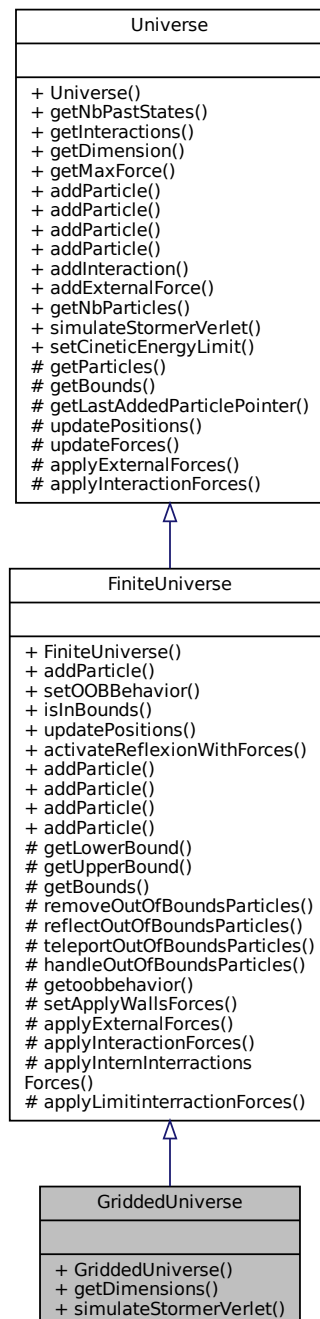 Universe
+ Universe()
+ getNbPastStates()
+ getInteractions()
+ getDimension()
+ getMaxForce()
+ addParticle()
+ addParticle()
+ addParticle()
+ addParticle()
+ addInteraction()
+ addExternalForce()
+ getNbParticles()
+ simulateStormerVerlet()
+ setCineticEnergyLimit()
# getParticles()
# getBounds()
# getLastAddedParticlePointer()
# updatePositions()
# updateForces()
# applyExternalForces()
# applyInteractionForces()
FiniteUniverse
+ FiniteUniverse()
+ addParticle()
+ setOOBBehavior()
+ isInBounds()
+ updatePositions()
+ activateReflexionWithForces()
+ addParticle()
+ addParticle()
+ addParticle()
+ addParticle()
# getLowerBound()
# getUpperBound()
# getBounds()
# removeOutOfBoundsParticles()
# reflectOutOfBoundsParticles()
# teleportOutOfBoundsParticles()
# handleOutOfBoundsParticles()
# getoobbehavior()
# setApplyWallsForces()
# applyExternalForces()
# applyInteractionForces()
# applyInternInterractions
Forces()
# applyLimitinterractionForces()
GriddedUniverse
+ GriddedUniverse()
+ getDimensions()
+ simulateStormerVerlet()